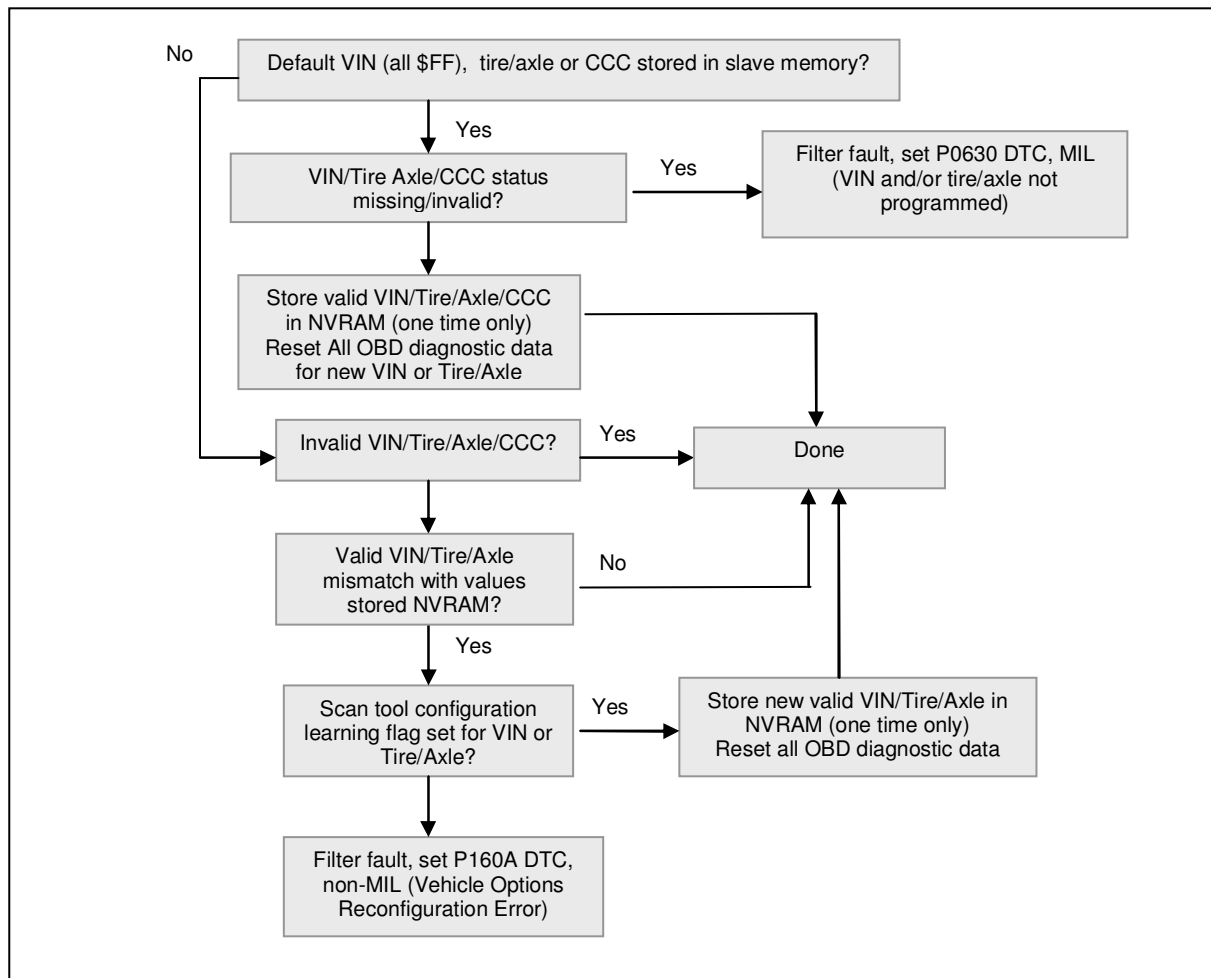 No
Default VIN (all $FF), tire/axle or CCC stored in slave memory?
Yes
VIN/Tire Axle/CCC status
missing/invalid?
Yes
Filter fault, set P0630 DTC, MIL
(VIN and/or tire/axle not
programmed)
Store valid VIN/Tire/Axle/CCC
in NVRAM (one time only)
Reset All OBD diagnostic data
for new VIN or Tire/Axle
Invalid VIN/Tire/Axle/CCC?
Yes
Done
Valid VIN/Tire/Axle
mismatch with values
stored NVRAM?
No
Yes
Scan tool configuration
learning flag set for VIN or
Tire/Axle?
Yes
Store new valid VIN/Tire/Axle in
NVRAM (one time only)
Reset all OBD diagnostic data
Filter fault, set P160A DTC,
non-MIL (Vehicle Options
Reconfiguration Error)